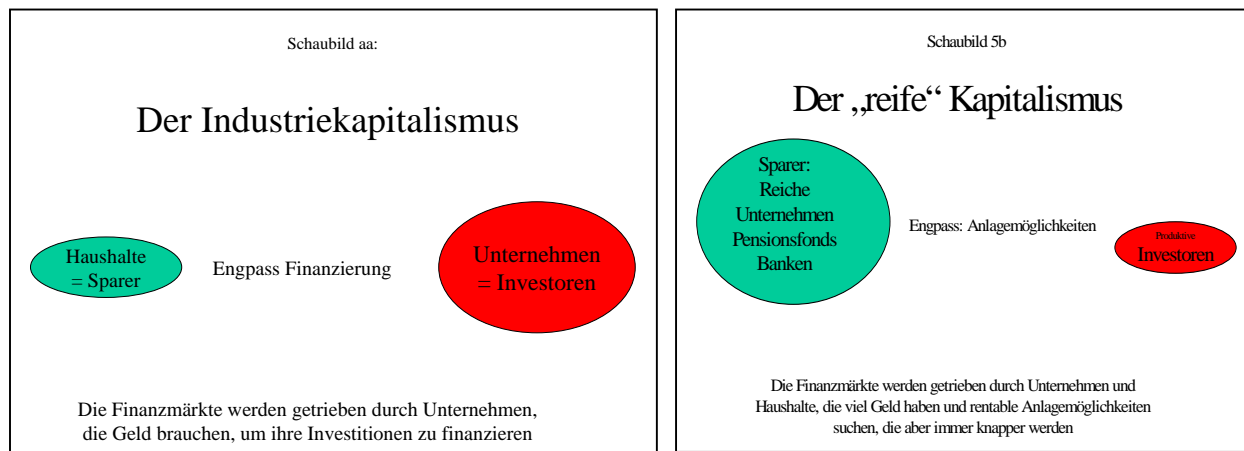 Schaubild aa:
Der Industriekapitalismus
Haushalte
= Sparer
Engpass Finanzierung
Unternehmen
= Investoren
Die Finanzmärkte werden getrieben durch Unternehmen,
die Geld brauchen, um ihre Investitionen zu finanzieren
Schaubild 5b
Der „reife“ Kapitalismus
Sparer:
Reiche
Unternehmen
Pensionsfonds
Banken
Engpass: Anlagemöglichkeiten
Produktive
Investoren
Die Finanzmärkte werden getrieben durch Unternehmen und
Haushalte, die viel Geld haben und rentable Anlagemöglichkeiten
suchen, die aber immer knapper werden